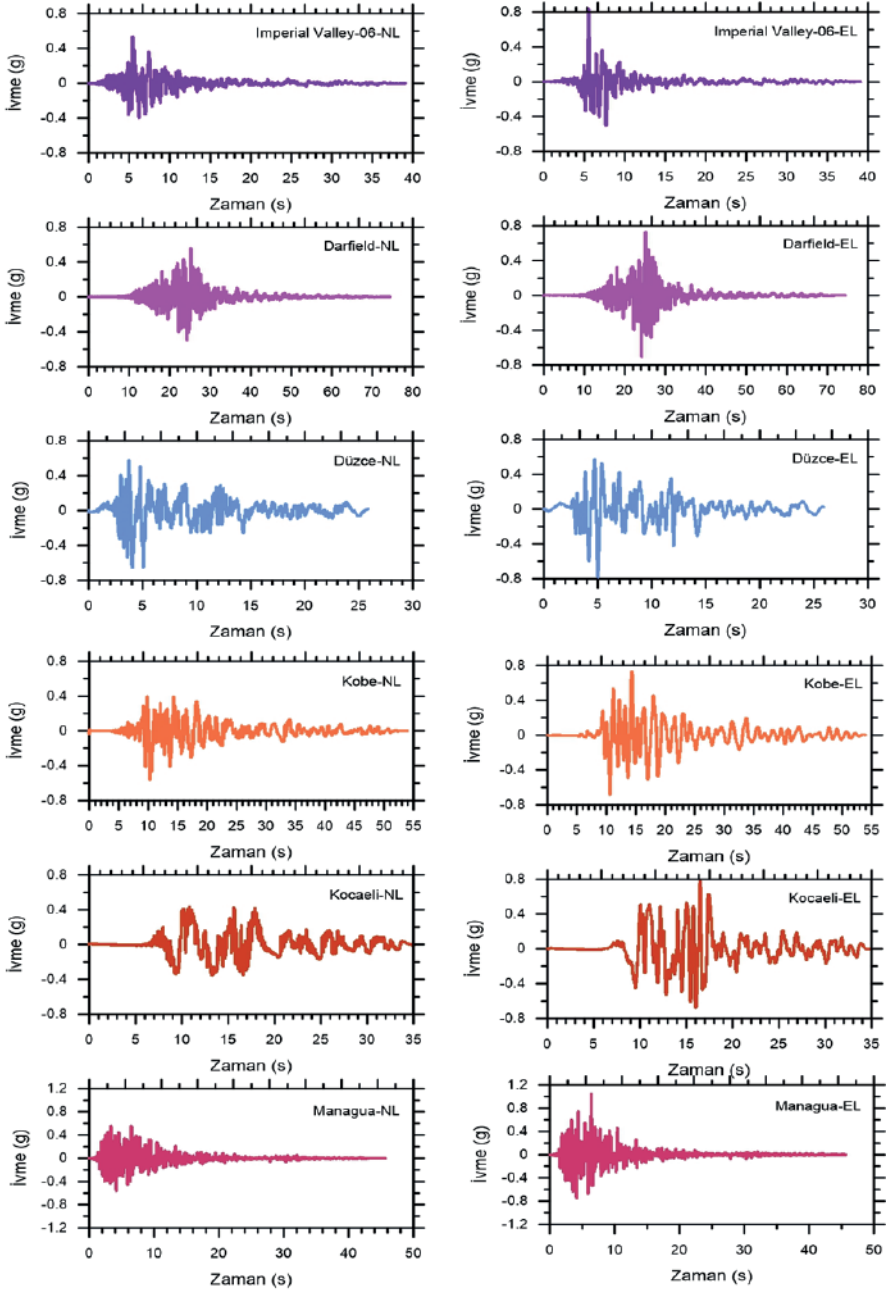 Imperial Valley-06-NL
İvme (g)
0.8
0.4
0
-0.4
-0.8
0 5 10 15 20 25 30 35 40
Zaman (s)
Imperial Valley-06-EL
İvme (g)
0.8
0.4
0
-0.4
-0.8
0 5 10 15 20 25 30 35 40
Zaman (s)
Darfield-NL
İvme (g)
0.8
0.4
0
-0.4
-0.8
0 10 20 30 40 50 60 70 80
Zaman (s)
Darfield-EL
İvme (g)
0.8
0.4
0
-0.4
-0.8
0 10 20 30 40 50 60 70 80
Zaman (s)
Düzce-NL
İvme (g)
0.8
0.4
0
-0.4
-0.8
0 5 10 15 20 25 30
Zaman (s)
Düzce-EL
İvme (g)
0.8
0.4
0
-0.4
-0.8
0 5 10 15 20 25 30
Zaman (s)
Kobe-NL
İvme (g)
0.8
0.4
0
-0.4
-0.8
0 5 10 15 20 25 30 35 40 45 50 55
Zaman (s)
Kobe-EL
İvme (g)
0.8
0.4
0
-0.4
-0.8
0 5 10 15 20 25 30 35 40 45 50 55
Zaman (s)
Kocaeli-NL
İvme (g)
0.8
0.4
0
-0.4
-0.8
0 5 10 15 20 25 30 35
Zaman (s)
Kocaeli-EL
İvme (g)
0.8
0.4
0
-0.4
-0.8
0 5 10 15 20 25 30 35
Zaman (s)
Managua-NL
İvme (g)
1.2
0.8
0.4
0
-0.4
-0.8
-1.2
0 10 20 30 40 50
Zaman (s)
Managua-EL
İvme (g)
1.2
0.8
0.4
0
-0.4
-0.8
-1.2
0 10 20 30 40 50
Zaman (s)